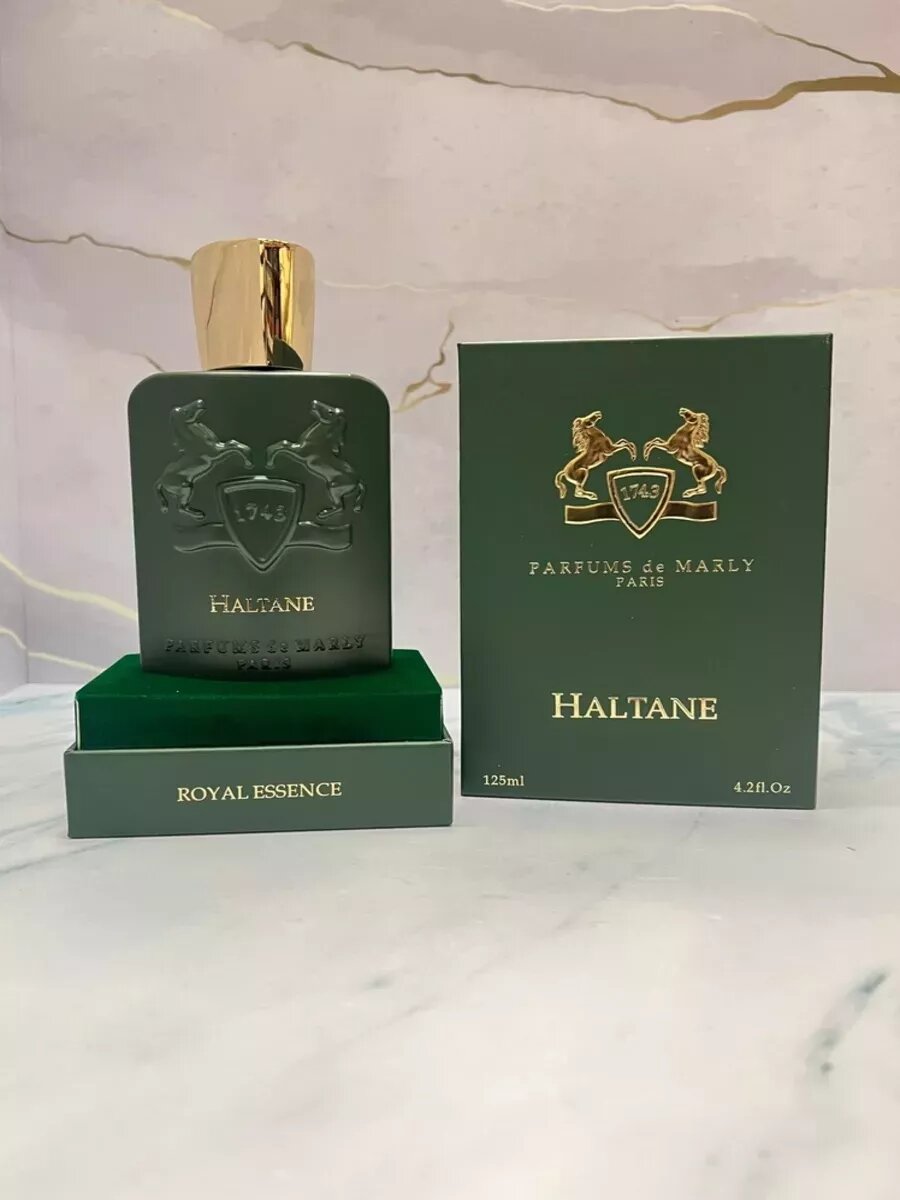 1743
HALTANE
PARFUMS de MARLY
PARIS
ROYAL ESSENCE
1743
PARFUMS de MARLY
PARIS
HALTANE
125ml
4.2fl.Oz